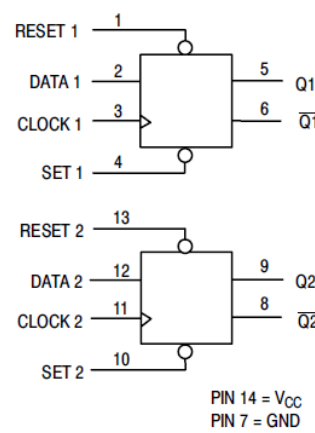 RESET 1 1
DATA 1 2 5 Q1
CLOCK 1 3 6 Q1
SET 1 4
RESET 2 13
DATA 2 12 9 Q2
CLOCK 2 11 8 Q2
SET 2 10
PIN 14 = VCC
PIN 7 = GND